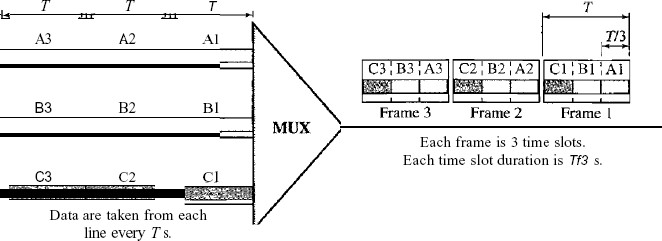 T T T
A3 A2 A1
B3 B2 B1
C3 C2 C1
Data are taken from each
line every T s.
MUX
T
T/3
C3 B3 A3 C2 B2 A2 C1 B1 A1
Frame 3 Frame 2 Frame 1
Each frame is 3 time slots.
Each time slot duration is Tf3 s.